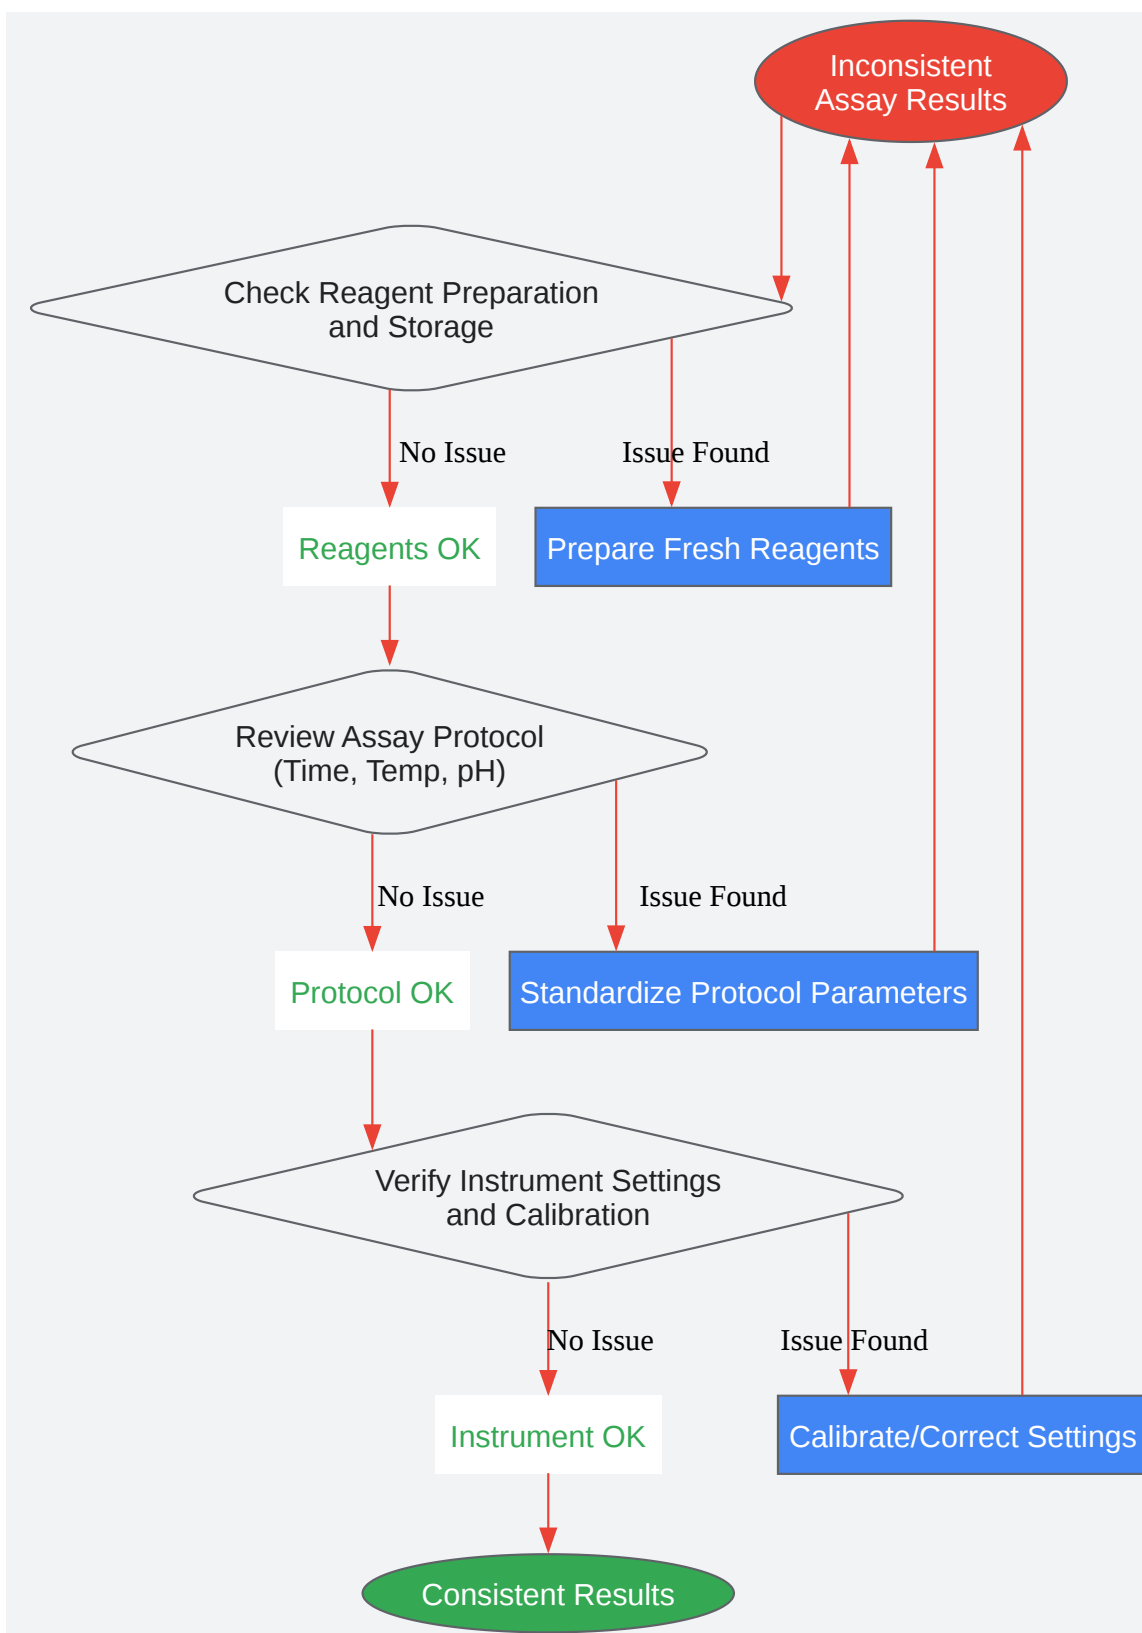 Inconsistent
Assay Results
Check Reagent Preparation
and Storage
No Issue
Issue Found
Reagents OK
Prepare Fresh Reagents
Review Assay Protocol
(Time, Temp, pH)
No Issue
Issue Found
Protocol OK
Standardize Protocol Parameters
Verify Instrument Settings
and Calibration
No Issue
Issue Found
Instrument OK
Calibrate/Correct Settings
Consistent Results